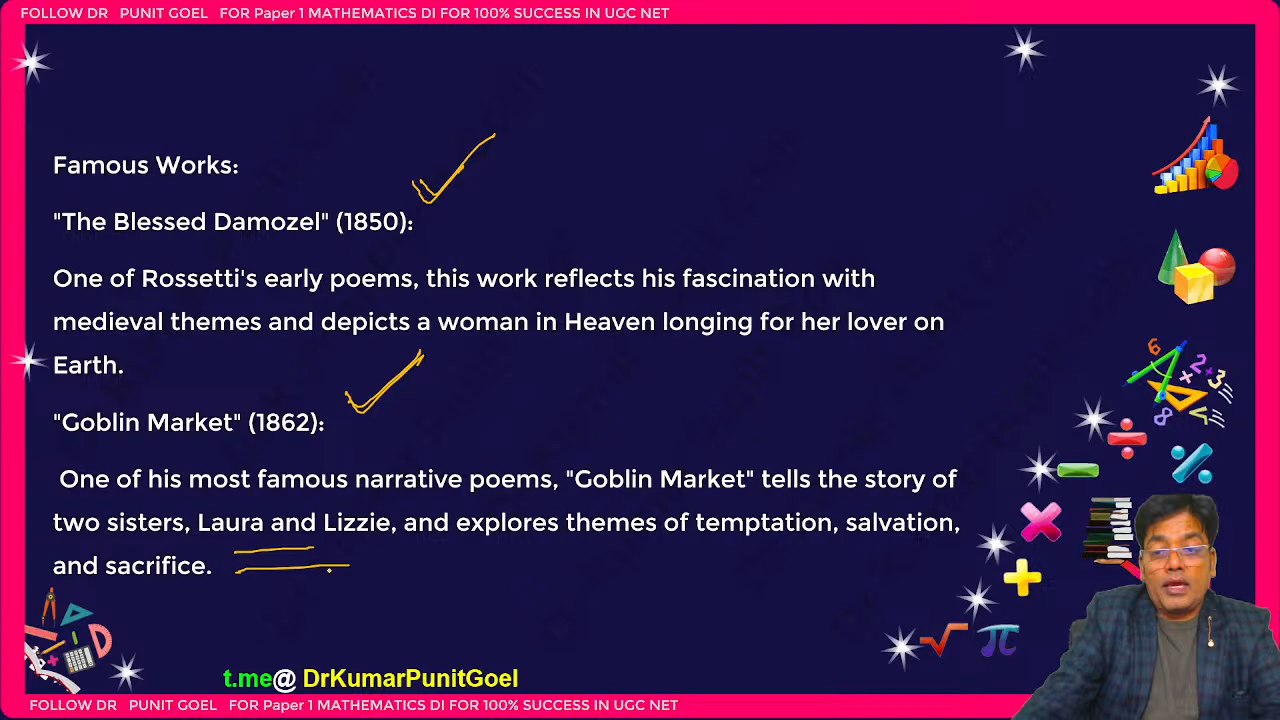 FOLLOW DR PUNIT GOEL FOR Paper 1 MATHEMATICS DI FOR 100% SUCCESS IN UGC NET
Famous Works:
"The Blessed Damozel" (1850):
One of Rossetti's early poems, this work reflects his fascination with
medieval themes and depicts a woman in Heaven longing for her lover on
Earth.
"Goblin Market" (1862):
One of his most famous narrative poems, "Goblin Market" tells the story of
two sisters, Laura and Lizzie, and explores themes of temptation, salvation,
and sacrifice.
t.me@ DrKumarPunitGoel
FOLLOW DR PUNIT GOEL FOR Paper 1 MATHEMATICS DI FOR 100% SUCCESS IN UGC NET